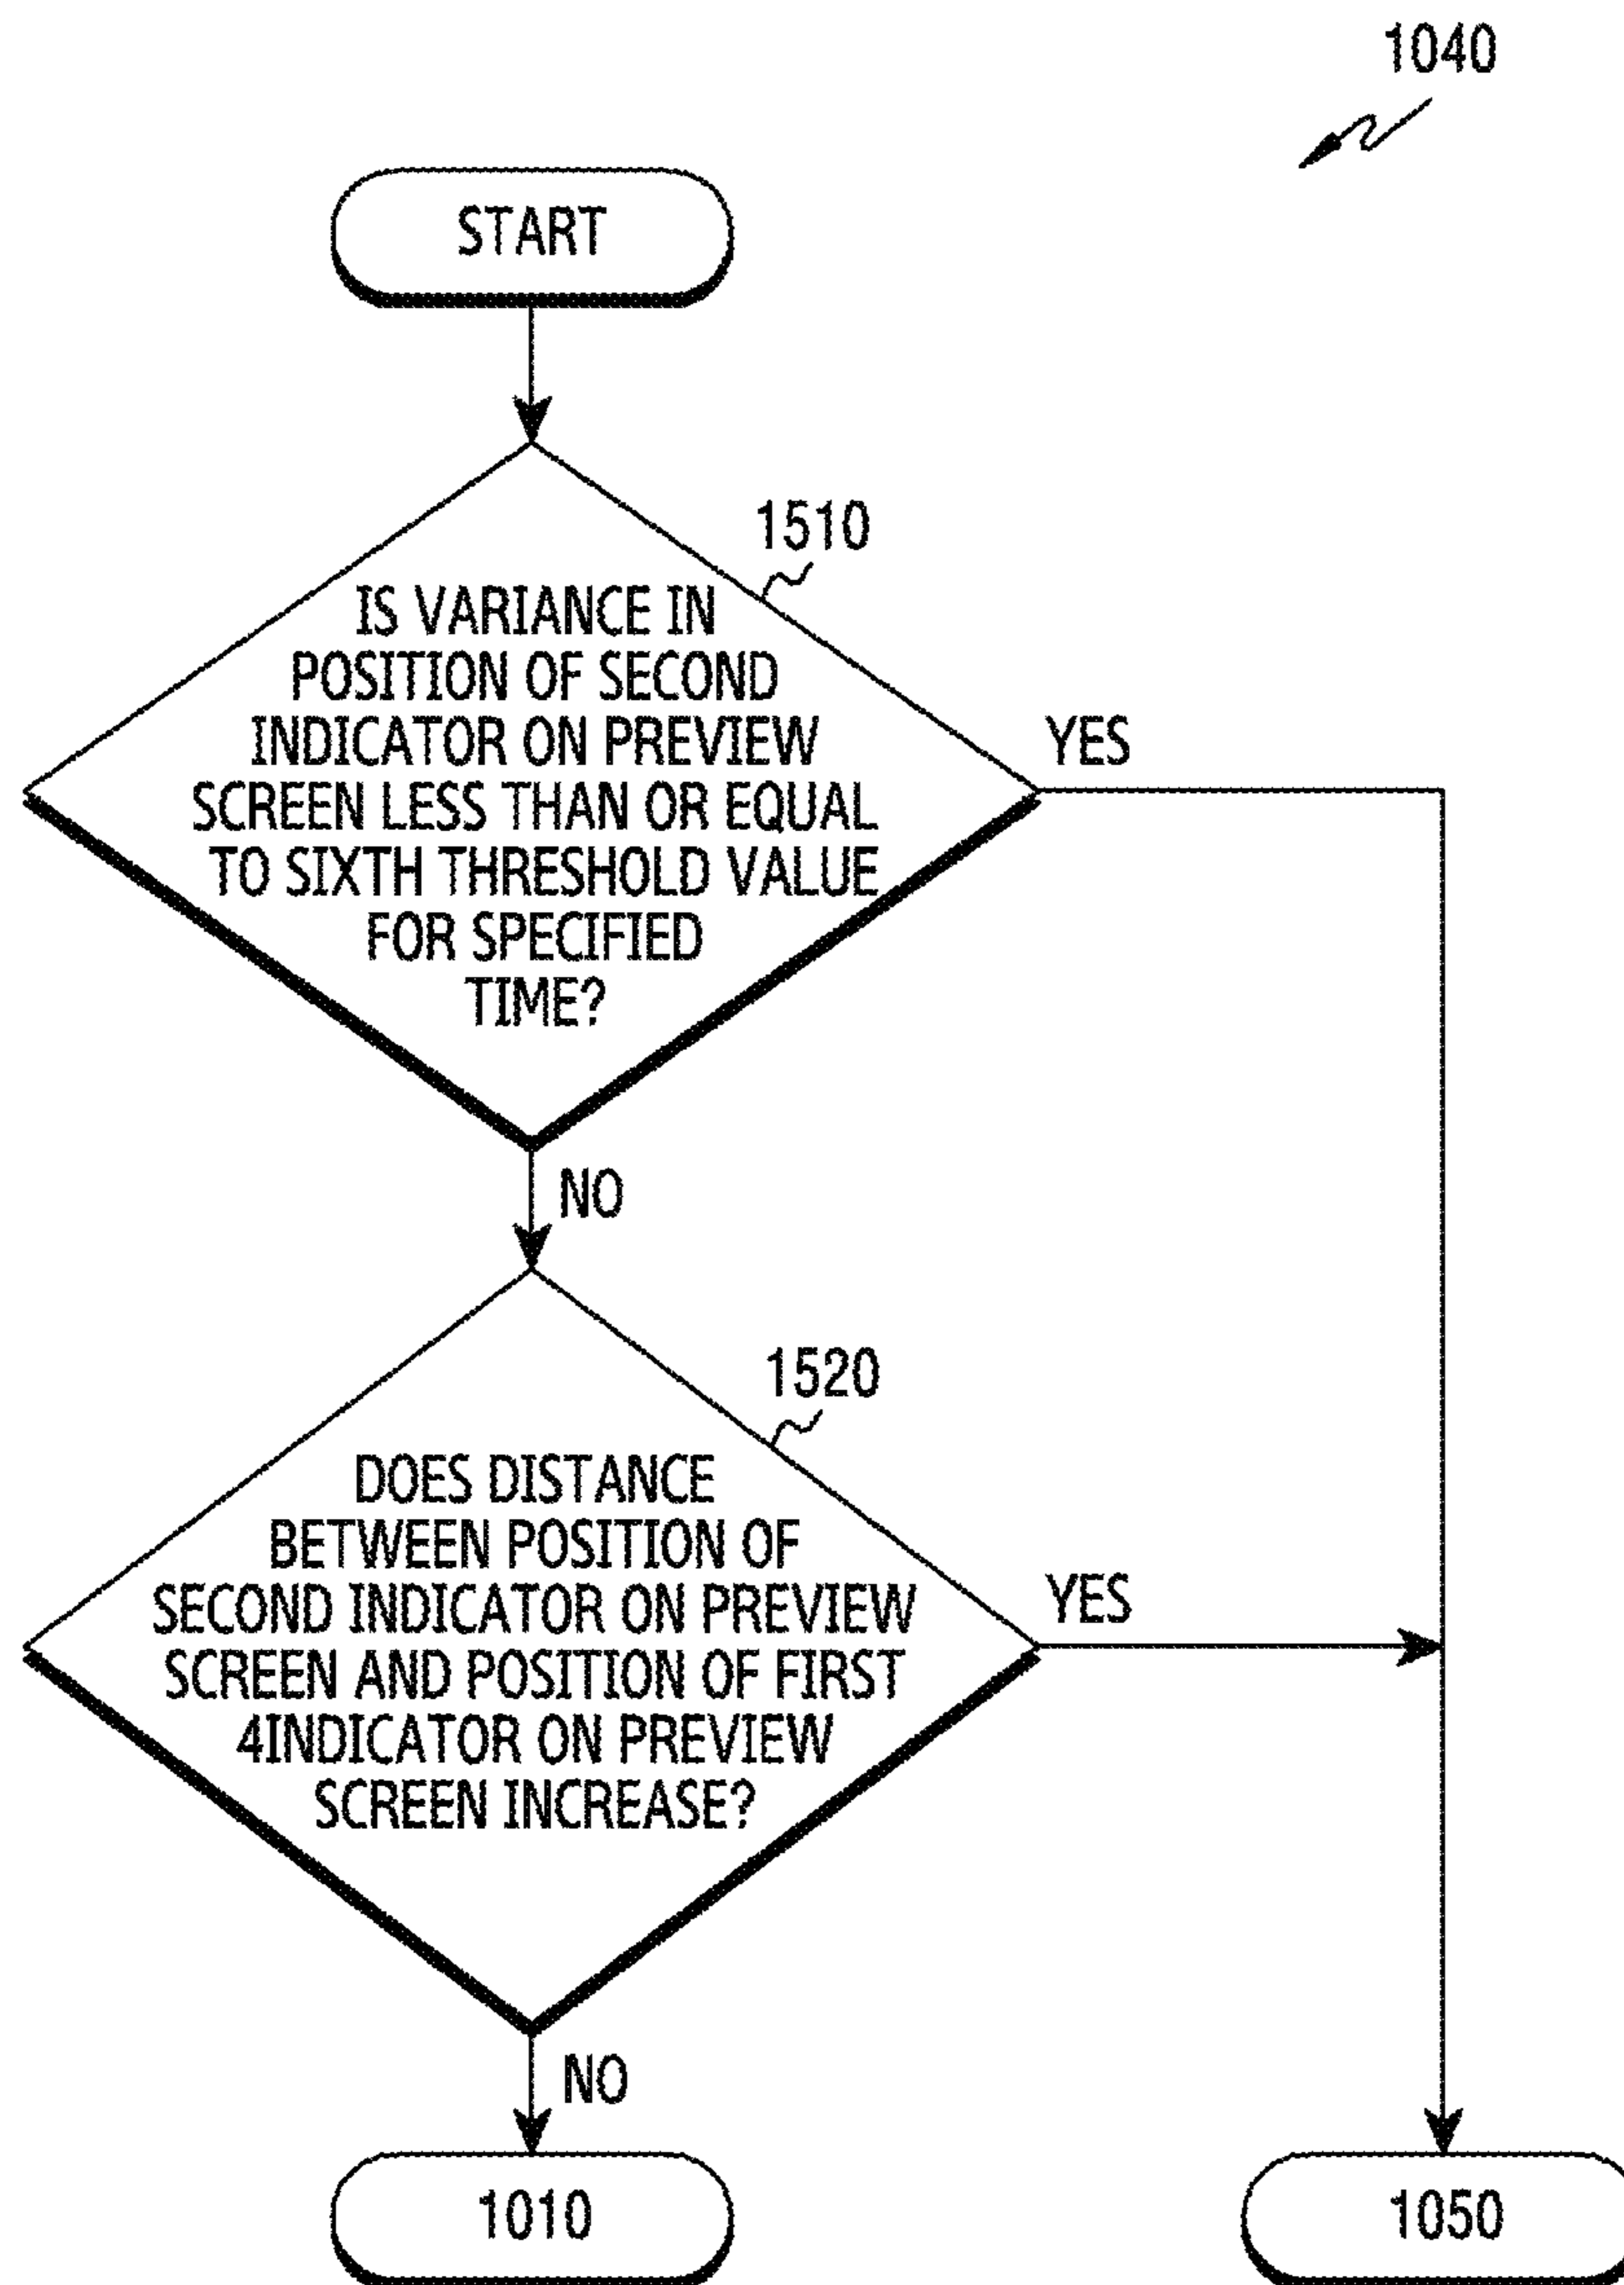 1040
START
1510
IS VARIANCE IN
POSITION OF SECOND
INDICATOR ON PREVIEW
SCREEN LESS THAN OR EQUAL
TO SIXTH THRESHOLD VALUE
FOR SPECIFIED
TIME?
YES
NO
1520
DOES DISTANCE
BETWEEN POSITION OF
SECOND INDICATOR ON PREVIEW
SCREEN AND POSITION OF FIRST
4INDICATOR ON PREVIEW
SCREEN INCREASE?
YES
NO
1010
1050